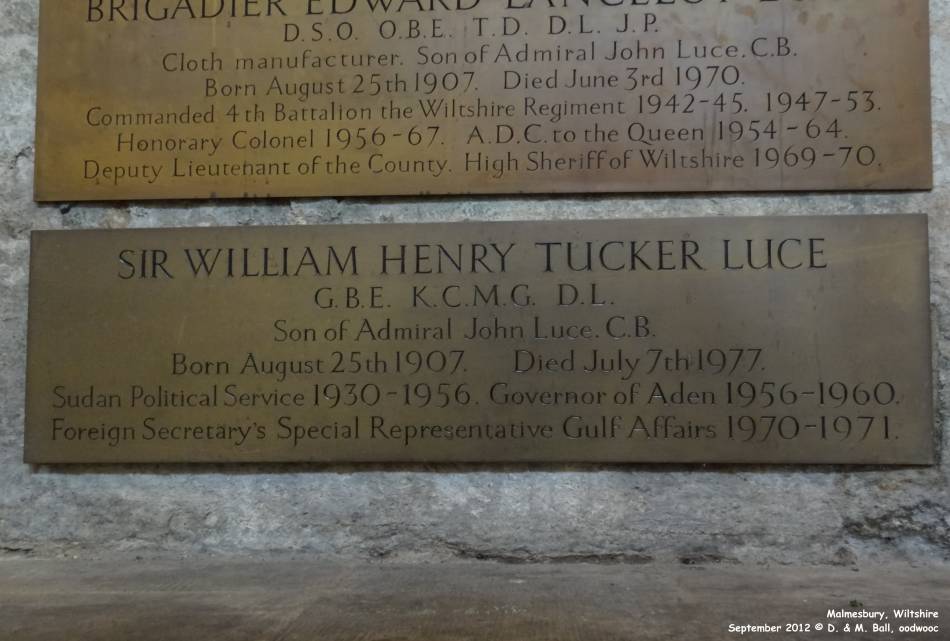 BRIGADIER EDWARD LANCELOT
D.S.O. O.B.E. T.D. D.L. J.P.
Cloth manufacturer. Son of Admiral John Luce. C.B.
Born August 25th 1907. Died June 3rd 1970.
Commanded 4th Battalion the Wiltshire Regiment 1942-45. 1947-53.
Honorary Colonel 1956-67. A.D.C. to the Queen 1954-64.
Deputy Lieutenant of the County. High Sheriff of Wiltshire 1969-70.
SIR WILLIAM HENRY TUCKER LUCE
G.B.E. K.C.M.G. D.L.
Son of Admiral John Luce. C.B.
Born August 25th 1907. Died July 7th 1977.
Sudan Political Service 1930-1956. Governor of Aden 1956-1960.
Foreign Secretary's Special Representative Gulf Affairs 1970-1971.
Malmesbury, Wiltshire
September 2012 © D. & M. Ball, oodwooc